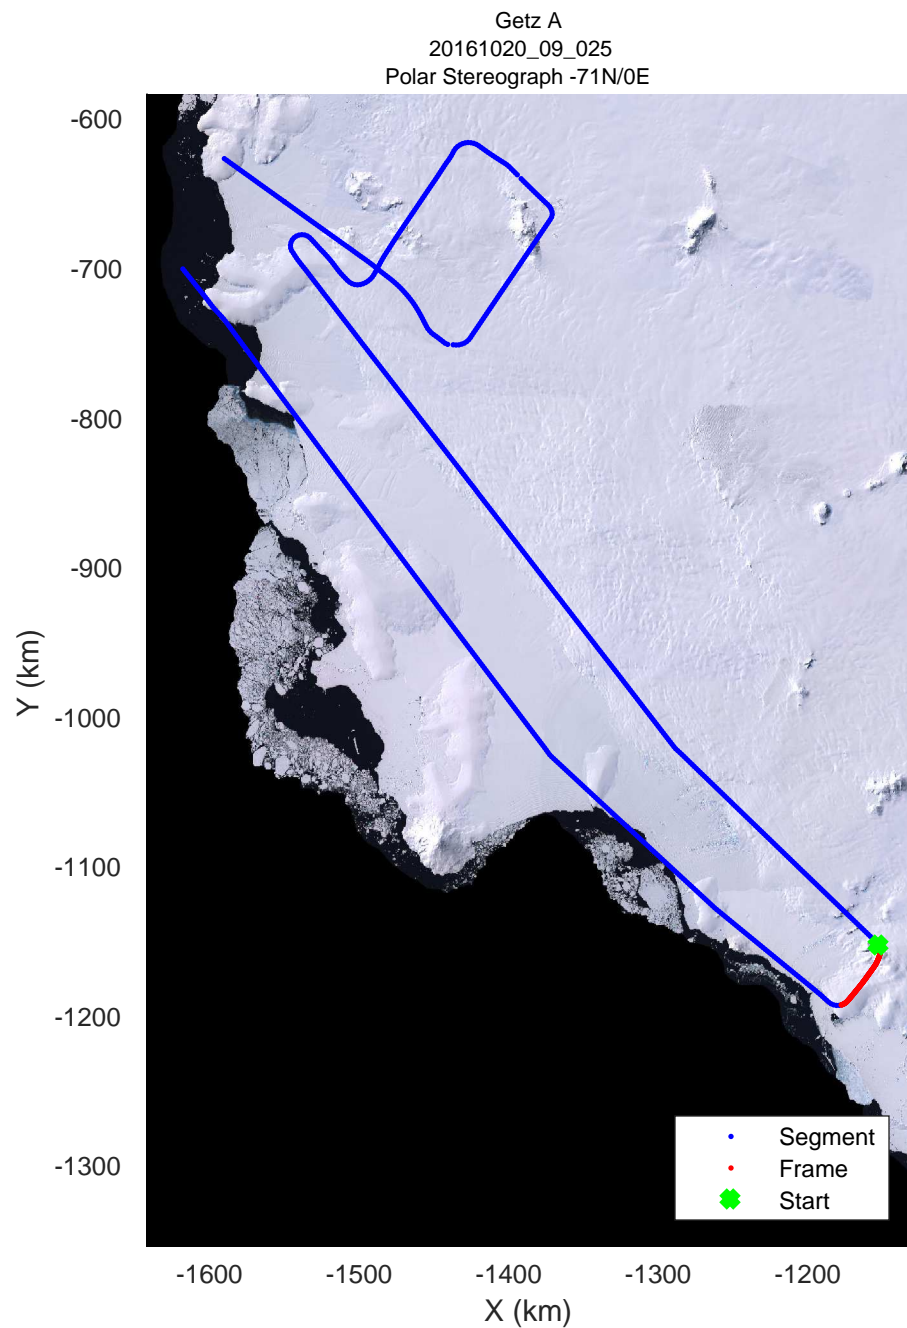 Getz A
20161020_09_025
Polar Stereograph -71N/0E
-600
-700
-800
-900
-1000
-1100
-1200
-1300
Y (km)
Segment
Frame
Start
-1600
-1500
-1400
-1300
-1200
X (km)